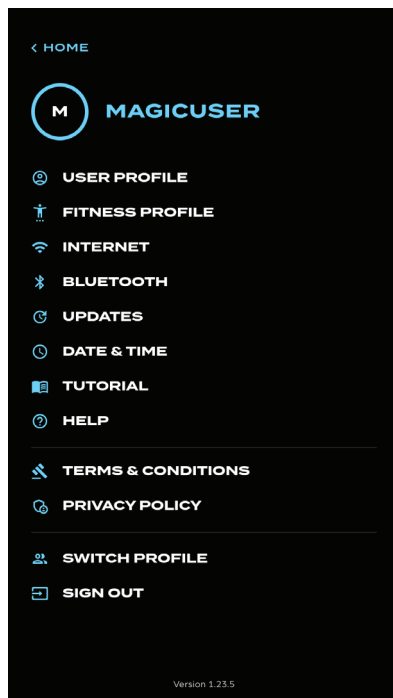 HOME
M
MAGICUSER
USER PROFILE
FITNESS PROFILE
INTERNET
BLUETOOTH
UPDATES
DATE & TIME
TUTORIAL
HELP
TERMS & CONDITIONS
PRIVACY POLICY
SWITCH PROFILE
SIGN OUT
Version 1.23.5